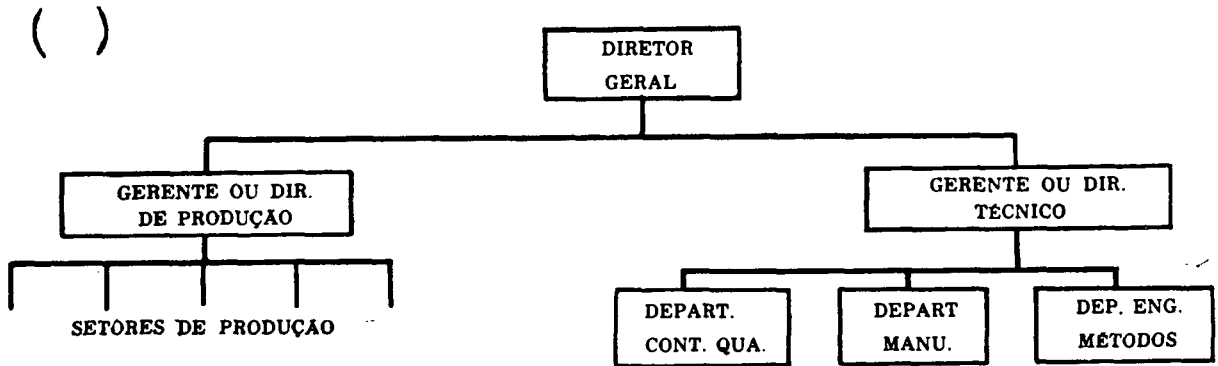 ( )
DIRETOR
GERAL
GERENTE OU DIR.
DE PRODUÇÃO
GERENTE OU DIR.
TÉCNICO
SETORES DE PRODUÇÃO
DEPART.
CONT. QUA.
DEPART
MANU.
DEP. ENG.
MÉTODOS